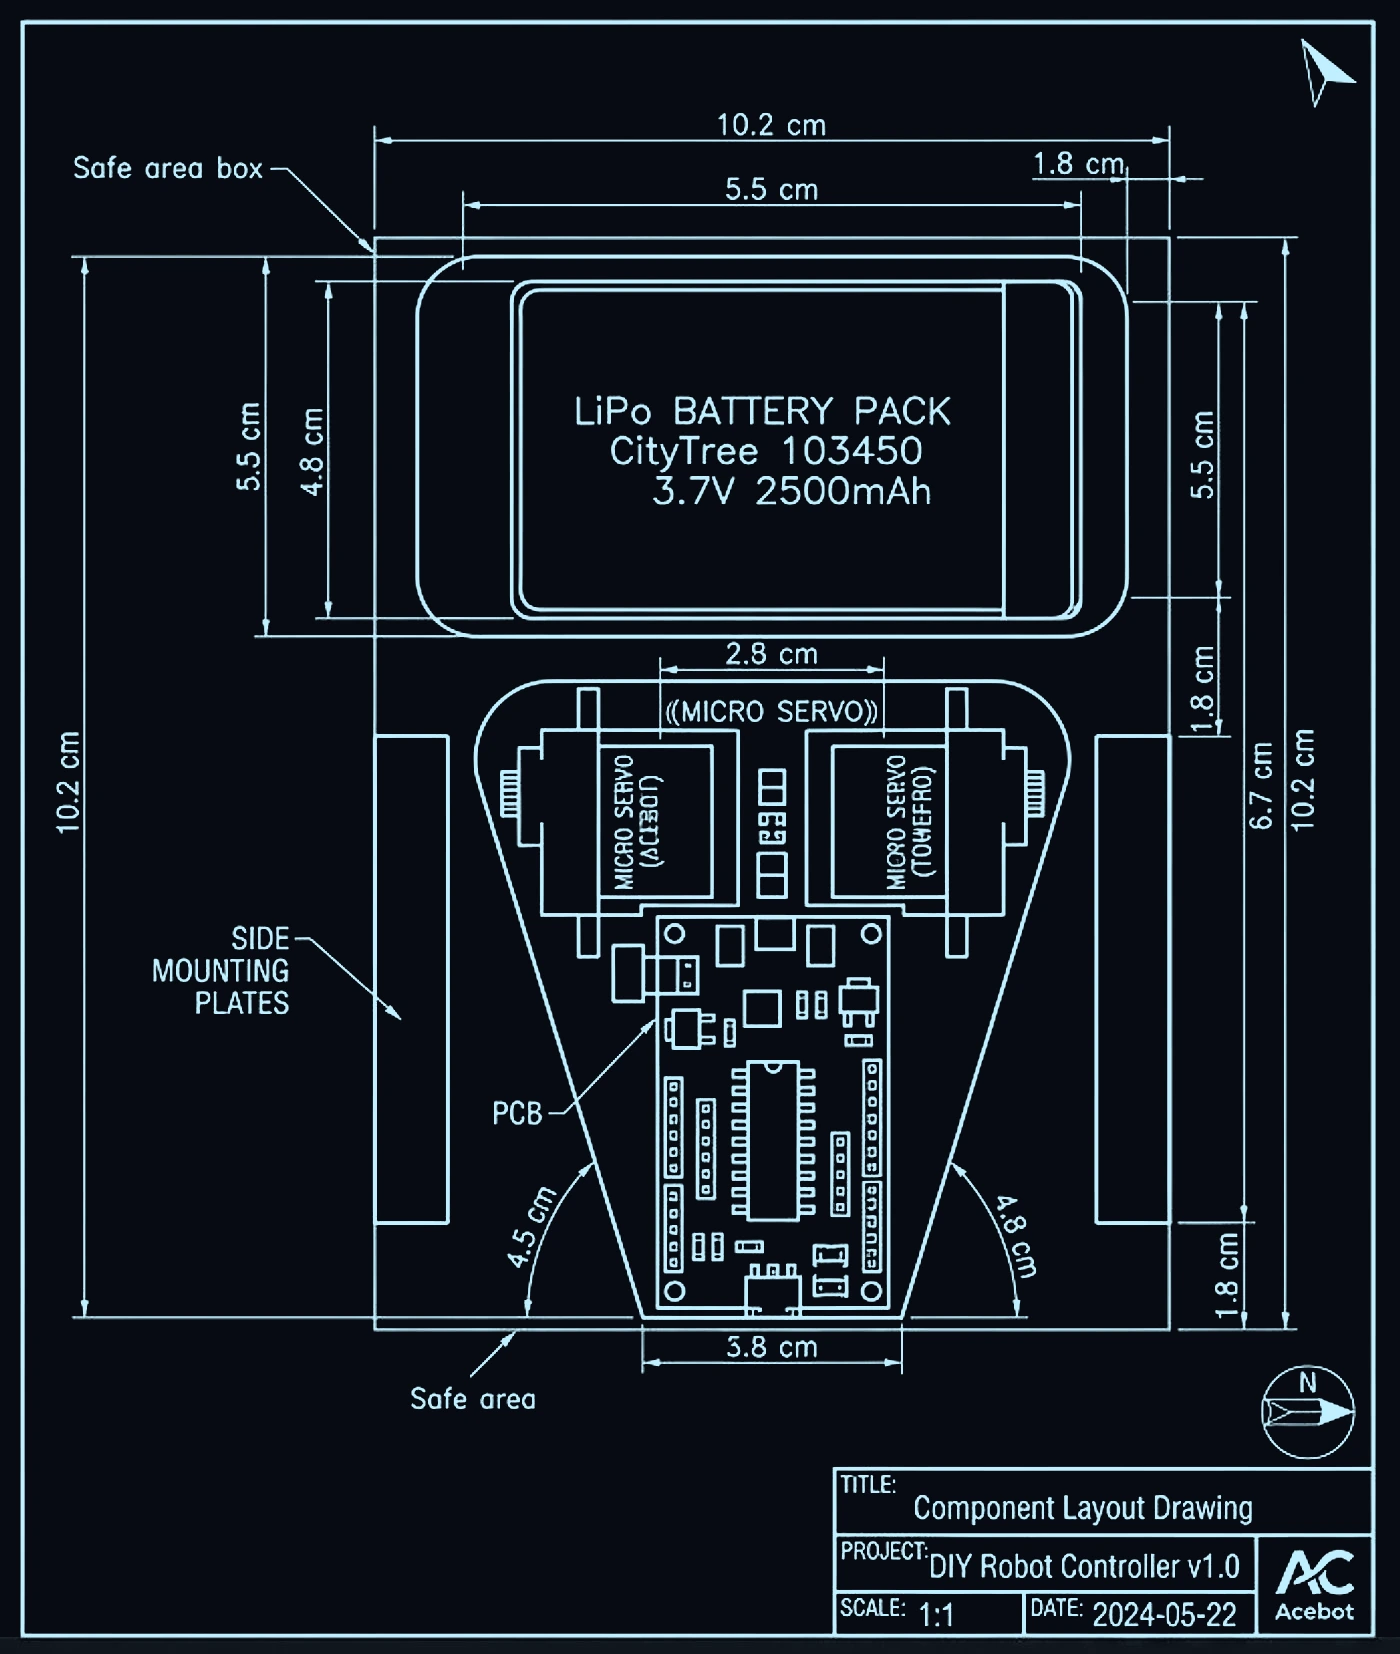 10.2 cm
1.8 cm
Safe area box
5.5 cm
LiPo BATTERY PACK
CityTree 103450
3.7V 2500mAh
5.5 cm
4.8 cm
5.5 cm
2.8 cm
1.8 cm
((MICRO SERVO))
10.2 cm
MICRO SERVO
MICRO SERVO
(TOWEFRO)
6.7 cm
10.2 cm
SIDE
MOUNTING
PLATES
PCB
4.5 cm
4.8 cm
1.8 cm
3.8 cm
Safe area
N
TITLE:
Component Layout Drawing
PROJECT:
DIY Robot Controller v1.0
SCALE: 1:1
DATE: 2024-05-22
AC
Acebot